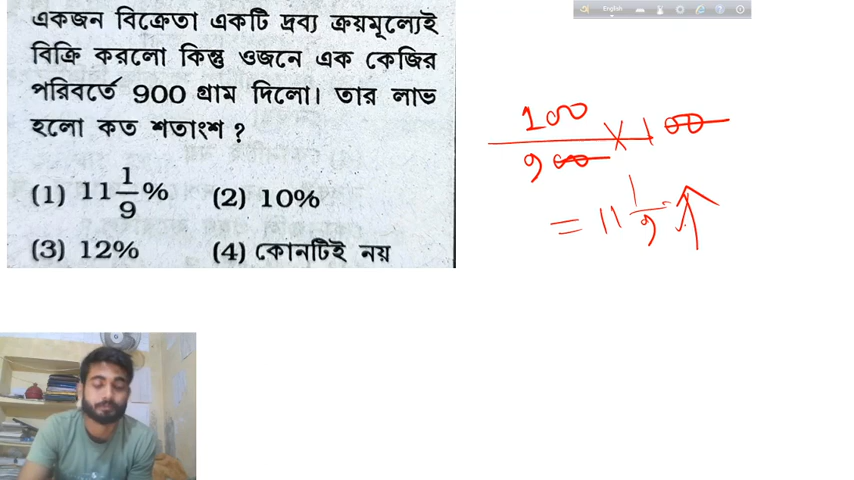 English
একজন বিক্রেতা একটি দ্রব্য ক্রয়মূল্যেই
বিক্রি করলো কিন্তু ওজনে এক কেজির
পরিবর্তে 900 গ্রাম দিলো। তার লাভ
হলো কত শতাংশ ?
(1) 11 1/9 % (2) 10%
(3) 12% (4) কোনটিই নয়
100/900 × 100
= 11 1/9